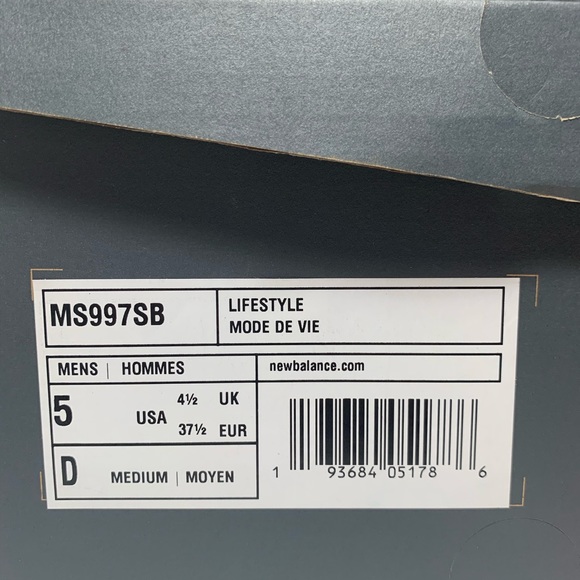 MS997SB
LIFESTYLE
MODE DE VIE
MENS | HOMMES
newbalance.com
5 USA 4½ UK
37½ EUR
D MEDIUM | MOYEN
1 93684 05178 6